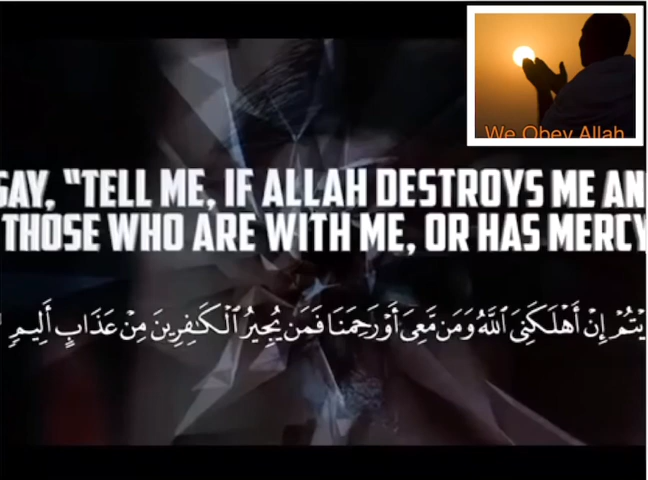 We Obey Allah
SAY, "TELL ME, IF ALLAH DESTROYS ME AN
THOSE WHO ARE WITH ME, OR HAS MERCY
إِنْ أَهْلَكَنِىَ ٱللَّهُ وَمَن مَّعِىَ أَوْ رَحِمَنَا فَمَن يُجِيرُ ٱلْكَٰفِرِينَ مِنْ عَذَابٍ أَلِيمٍ